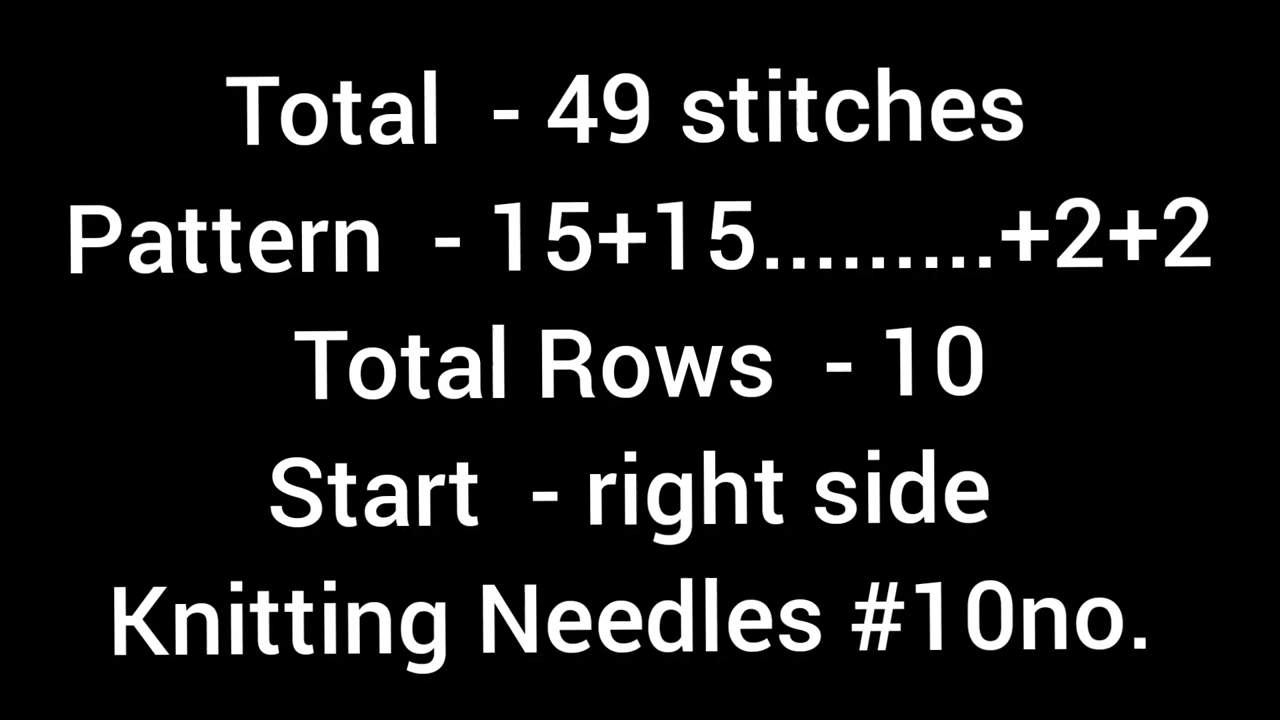 Total - 49 stitches
Pattern - 15+15.........+2+2
Total Rows - 10
Start - right side
Knitting Needles #10no.